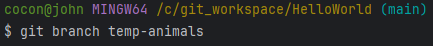 cocon@john MINGW64 /c/git_workspace/HelloWorld (main)
$ git branch temp-animals